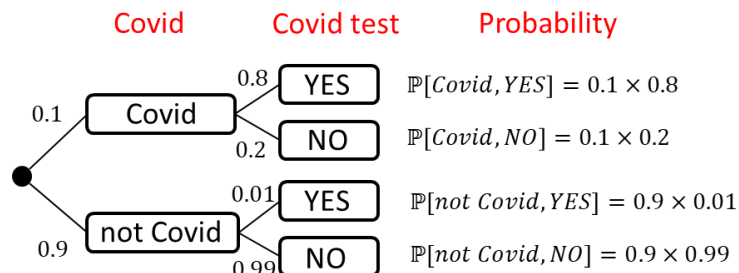 Covid Covid test Probability
0.8 YES ℙ[Covid, YES] = 0.1 × 0.8
0.1 Covid
0.2 NO ℙ[Covid, NO] = 0.1 × 0.2
0.01 YES ℙ[not Covid, YES] = 0.9 × 0.01
0.9 not Covid
0.99 NO ℙ[not Covid, NO] = 0.9 × 0.99